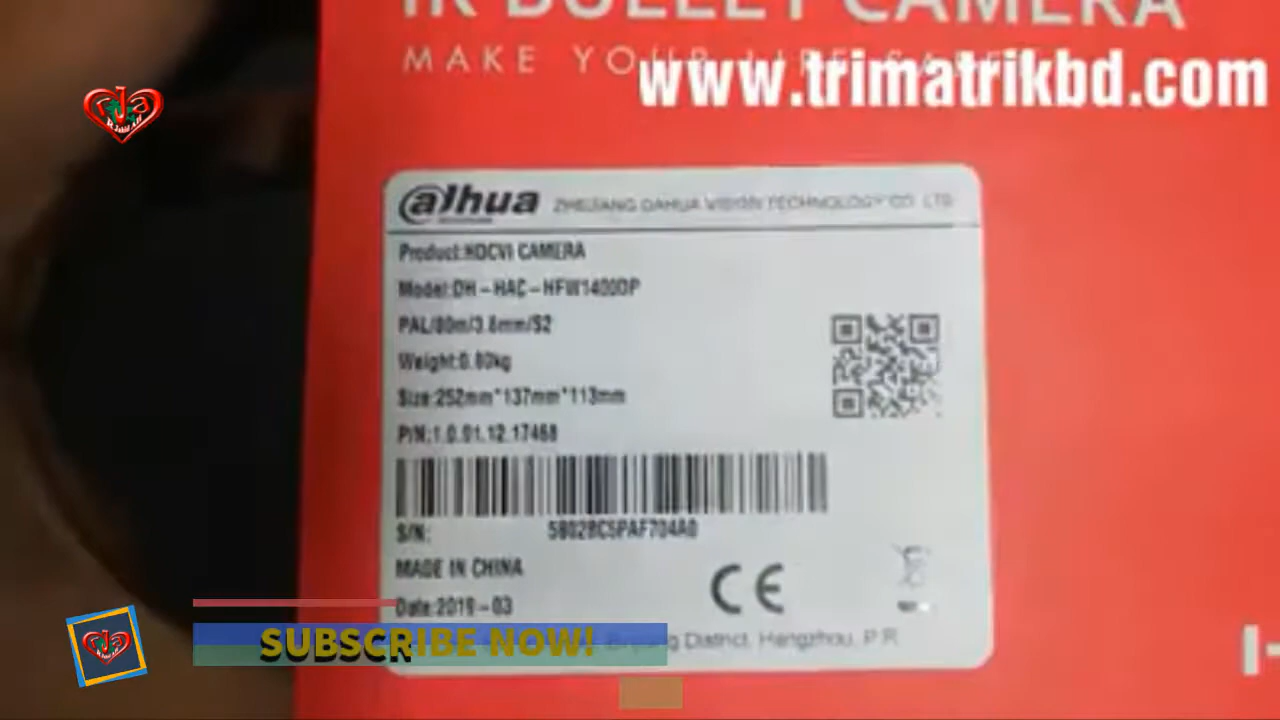 IR BULLET CAMERA
MAKE YOUR LIFE SAFER
www.trimatrikbd.com
alhua ZHEJIANG DAHUA VISION TECHNOLOGY CO. LTD
Product:HDCVI CAMERA
Model:DH-HAC-HFW1400DP
PAL/80m/3.6mm/S2
Weight:0.80kg
Size:252mm*137mm*113mm
P/N:1.0.01.12.17468
S/N:
MADE IN CHINA
CE
Date:2019-03
District, Hangzhou, P.R.
SUBSCRIBE NOW!